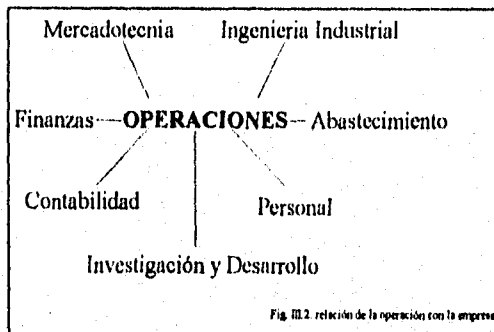 Mercadotecnia Ingenieria Industrial
Finanzas OPERACIONES Abastecimiento
Contabilidad Personal
Investigación y Desarrollo
Fig. III.2. relación de la operación con la empresa